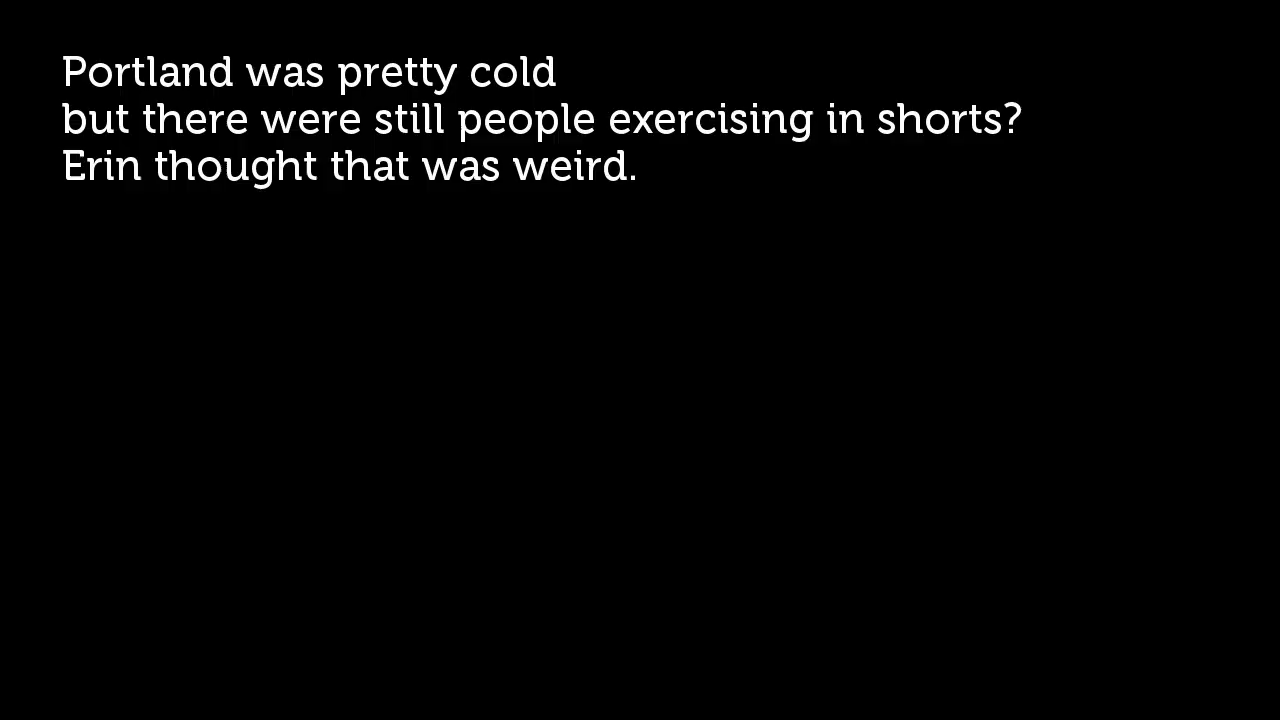 Portland was pretty cold
but there were still people exercising in shorts?
Erin thought that was weird.